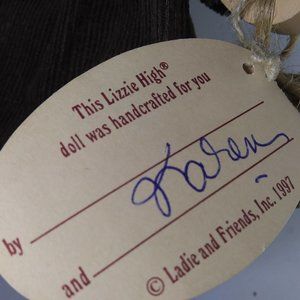 This Lizzie High®
doll was handcrafted for you
by Karen
and
© Ladie and Friends, Inc. 1997